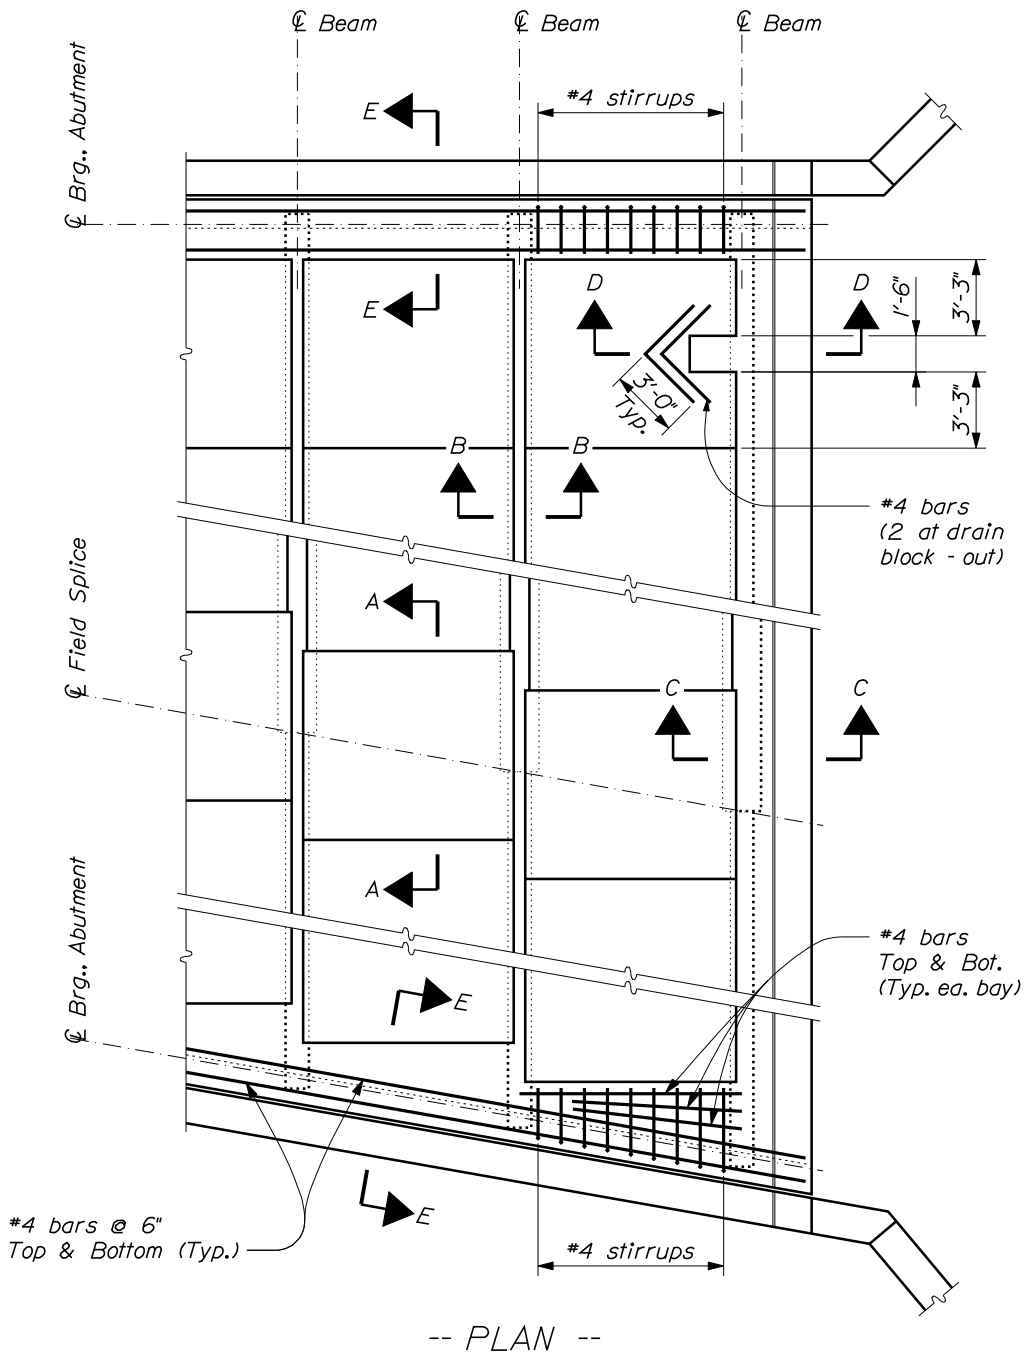 ℄ Beam
℄ Beam
℄ Beam
℄ Brg., Abutment
E
#4 stirrups
E
D
D
1'-6"
3'-3"
3'-0"
Typ.
3'-3"
B
B
#4 bars
(2 at drain
block - out)
℄ Field Splice
A
C
C
A
℄ Brg., Abutment
#4 bars
Top & Bot.
(Typ. ea. bay)
E
E
#4 bars @ 6"
Top & Bottom (Typ.)
#4 stirrups
-- PLAN --